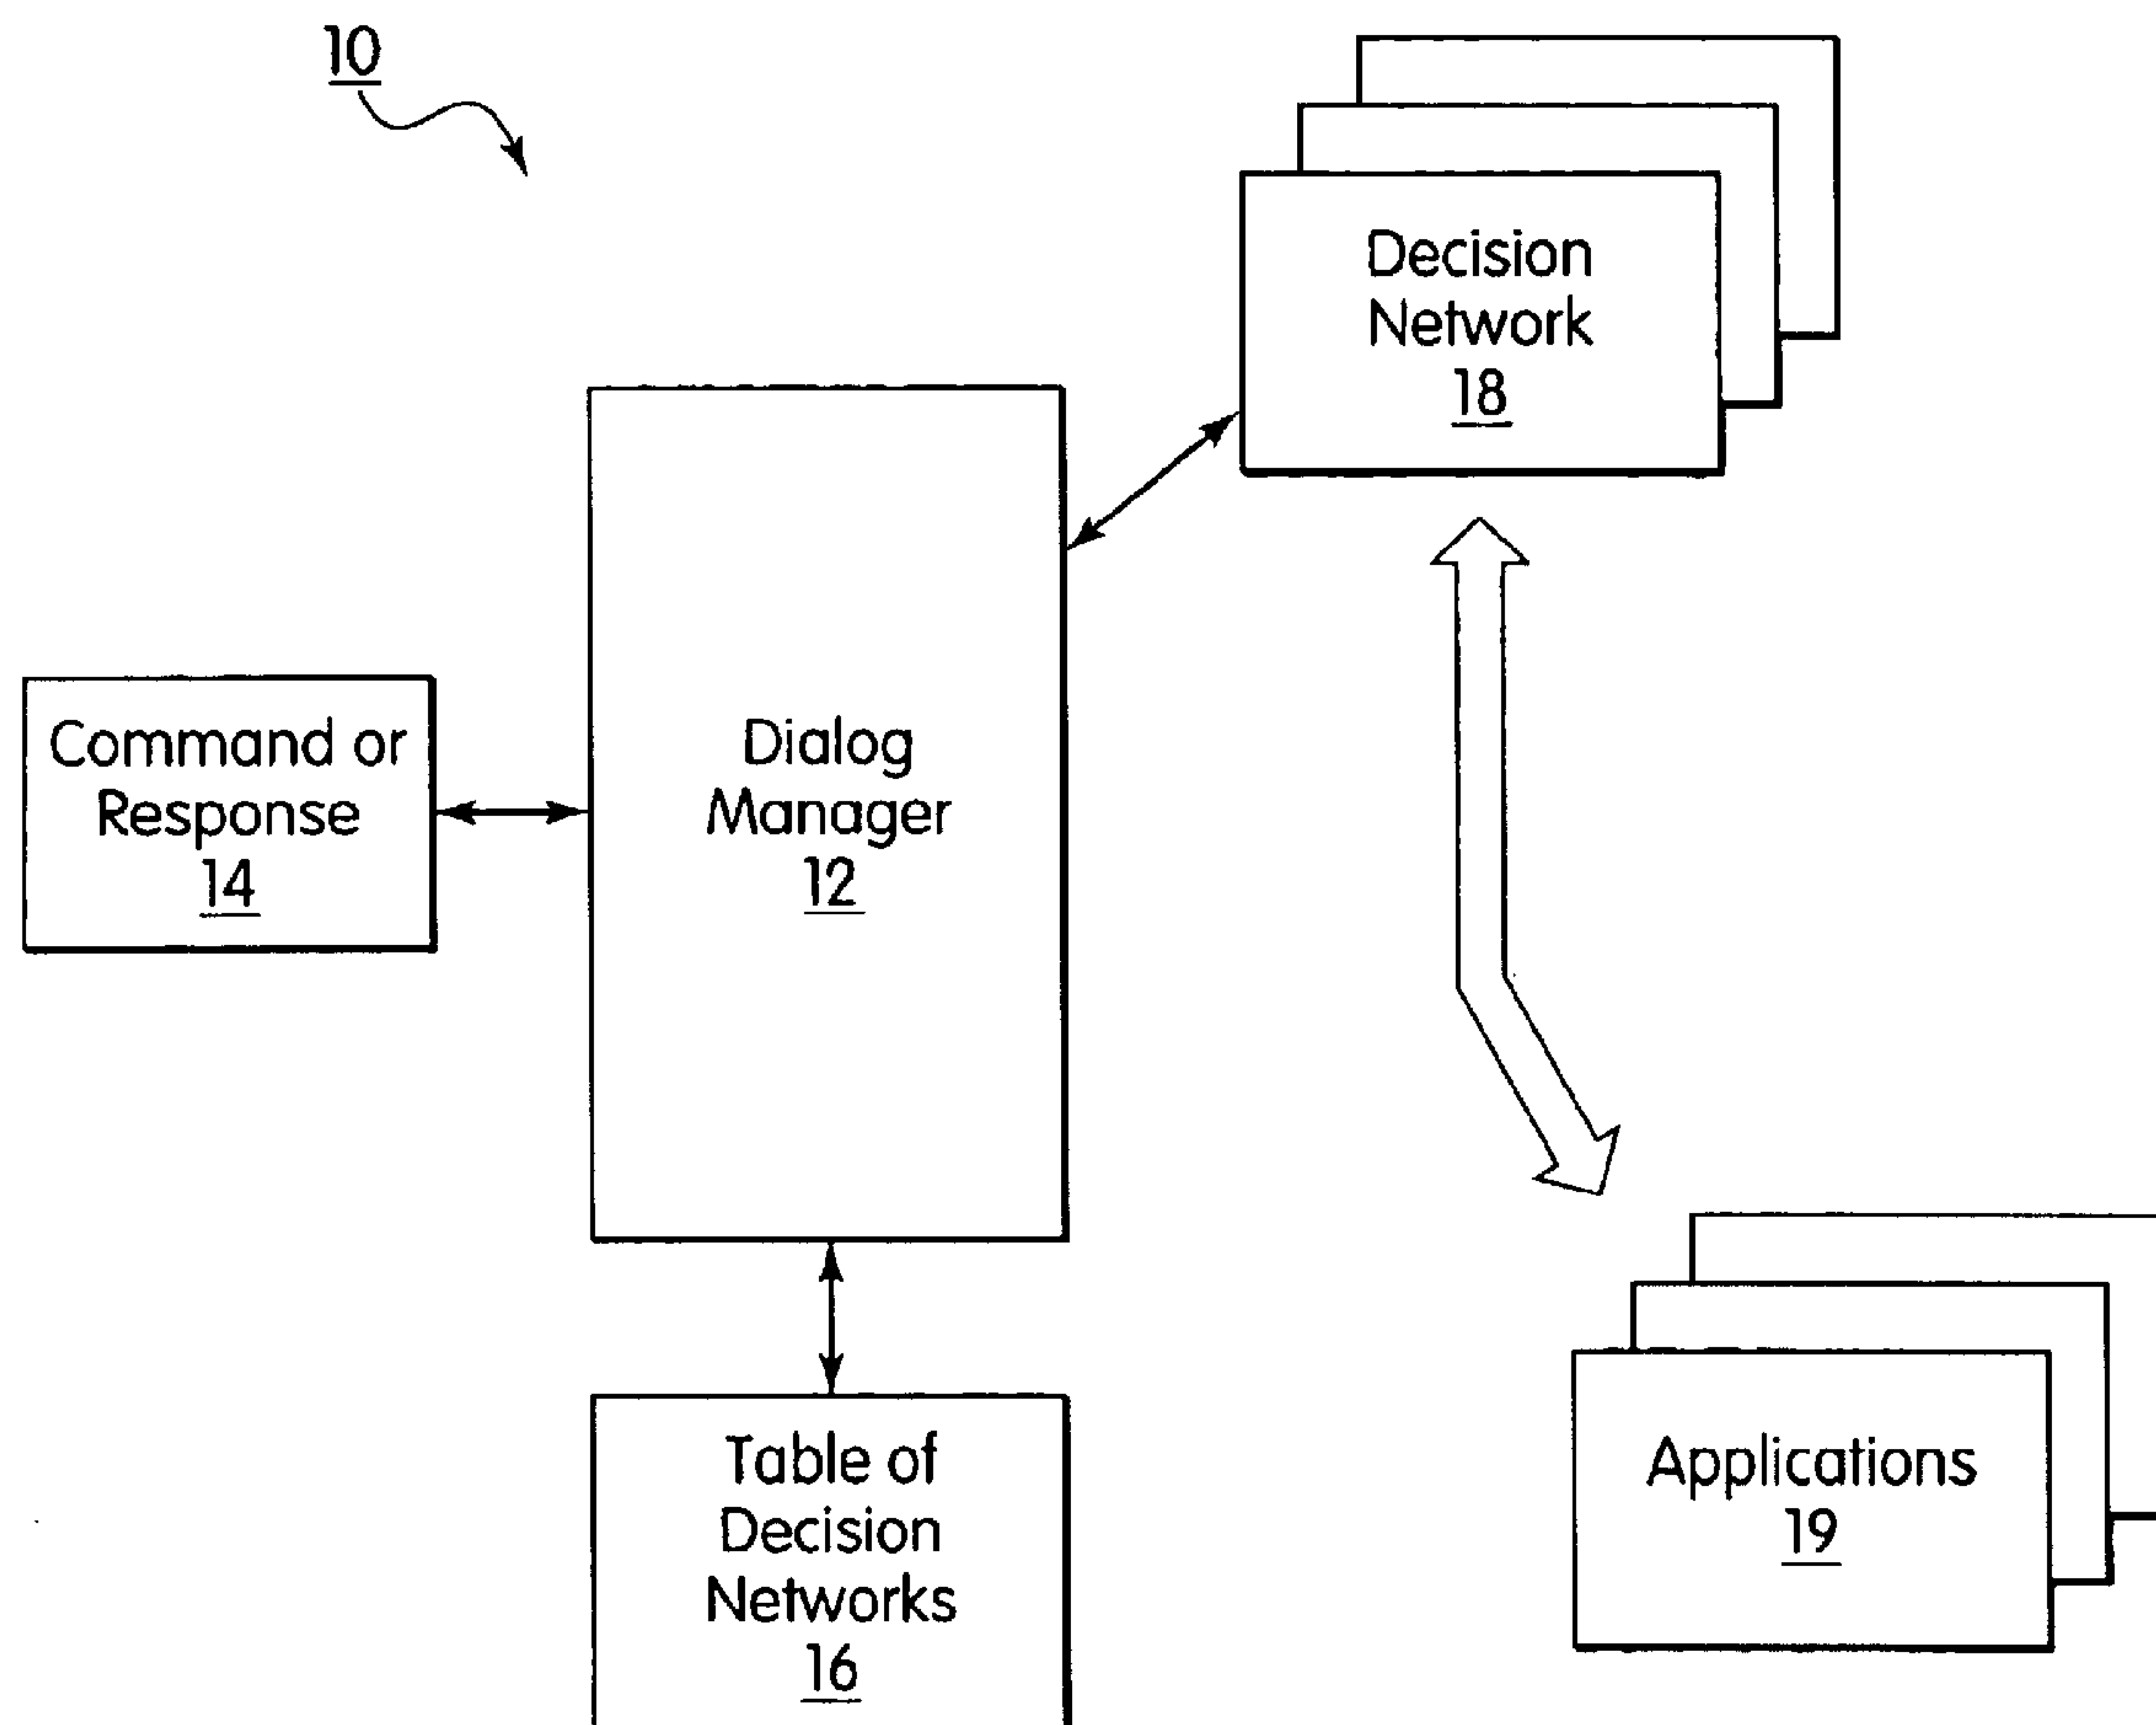 10
Decision
Network
18
Command or
Response
14
Dialog
Manager
12
Table of
Decision
Networks
16
Applications
19